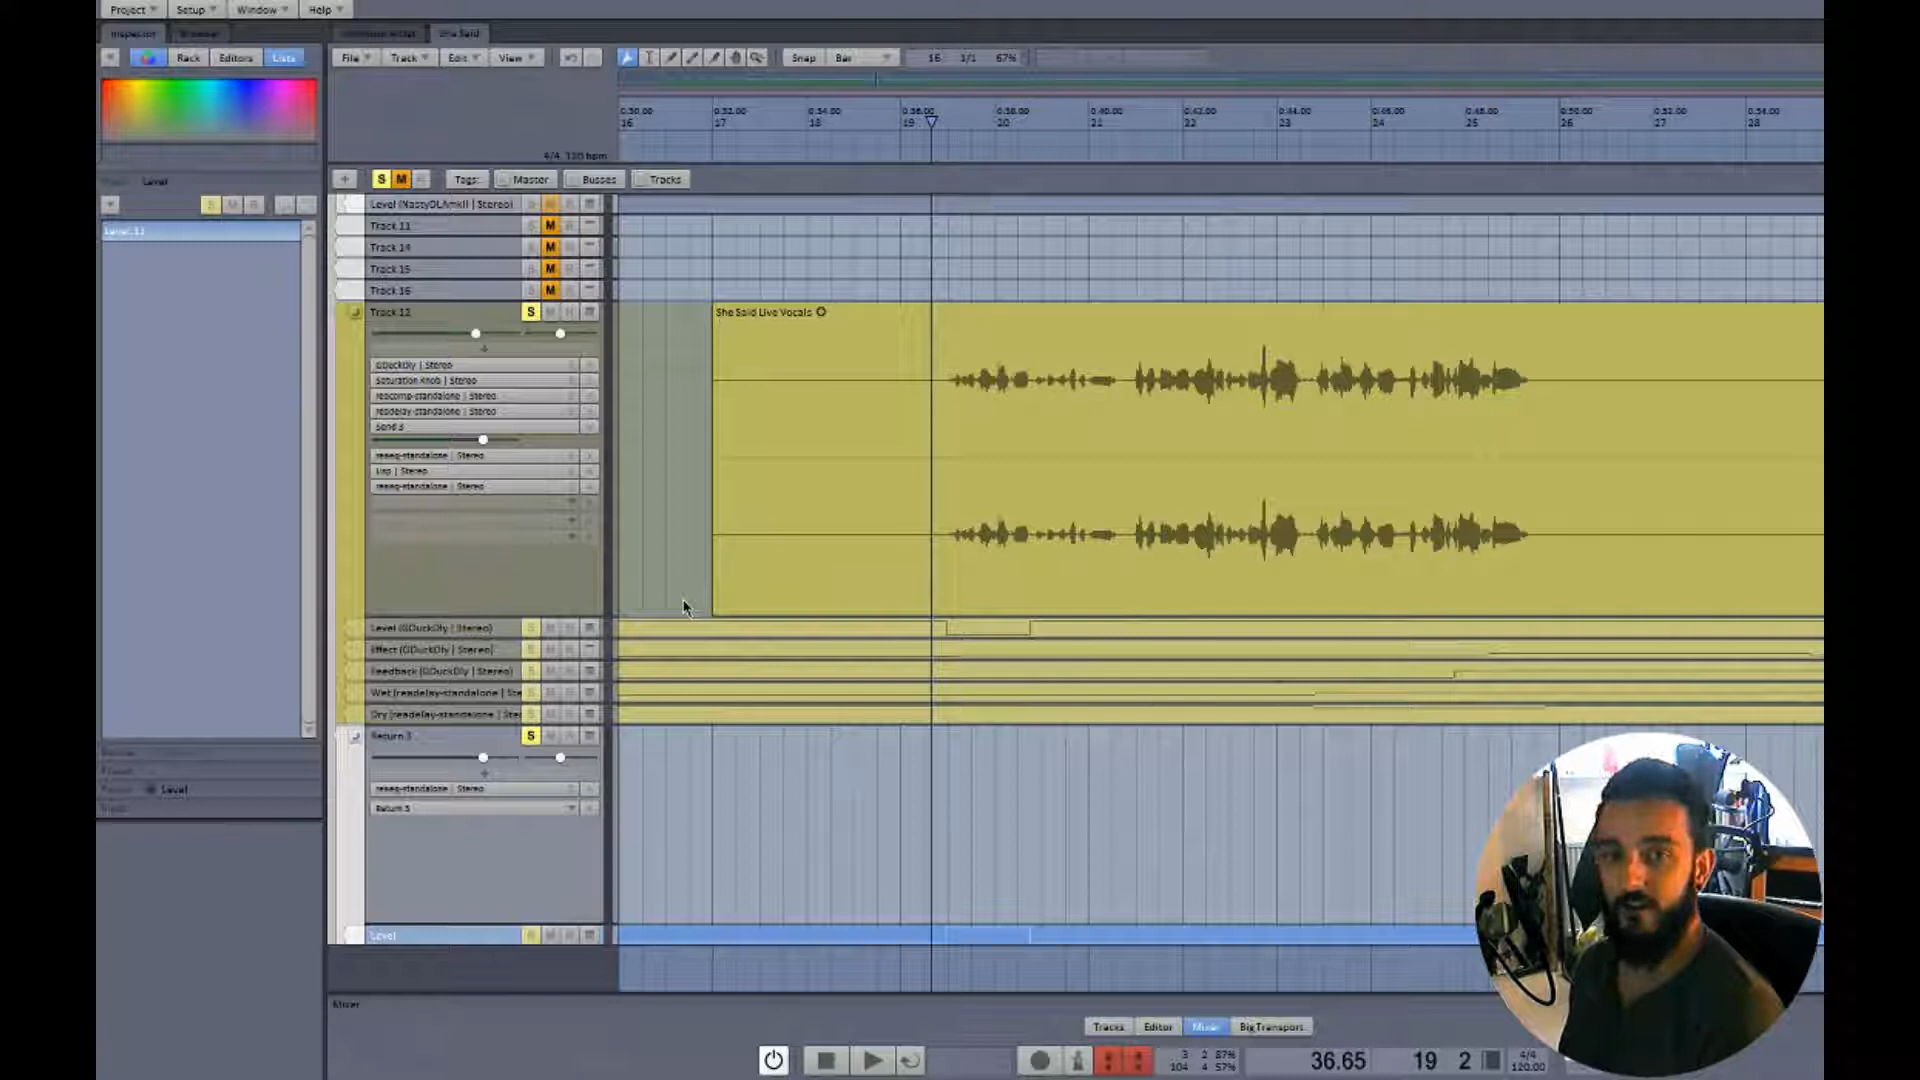 Project Setup Window Help
Inspector Browser
She Said
Rack Editors Lists
File Track Edit View Snap Bar 16 1/1 67%
0:30.00 0:32.00 0:34.00 0:36.00 0:38.00 0:40.00 0:42.00 0:44.00 0:46.00 0:48.00 0:50.00 0:52.00 0:54.00
16 17 18 19 20 21 22 23 24 25 26 27 28
4/4, 120 bpm
S M Tags: Master Busses Tracks
Level
Level (NastyDLAmkII | Stereo) M
Track 11 M
Track 14 M
Track 15 M
Track 16 M
Track 12 S
She Said Live Vocals
GDuckDly | Stereo
Saturation Knob | Stereo
reacomp-standalone | Stereo
readelay-standalone | Stereo
Send 3
reaeq-standalone | Stereo
Lisp | Stereo
reaeq-standalone | Stereo
Level (GDuckDly | Stereo)
Effect (GDuckDly | Stereo)
Feedback (GDuckDly | Stereo)
Wet (readelay-standalone | Ste
Dry (readelay-standalone | Ste
Return 3 S
reaeq-standalone | Stereo
Return 3
Level
Level
Mixer
Tracks Editor Mixer Big Transport
3 2 87%
104 4 57%
36.65 19 2
4/4
120.00